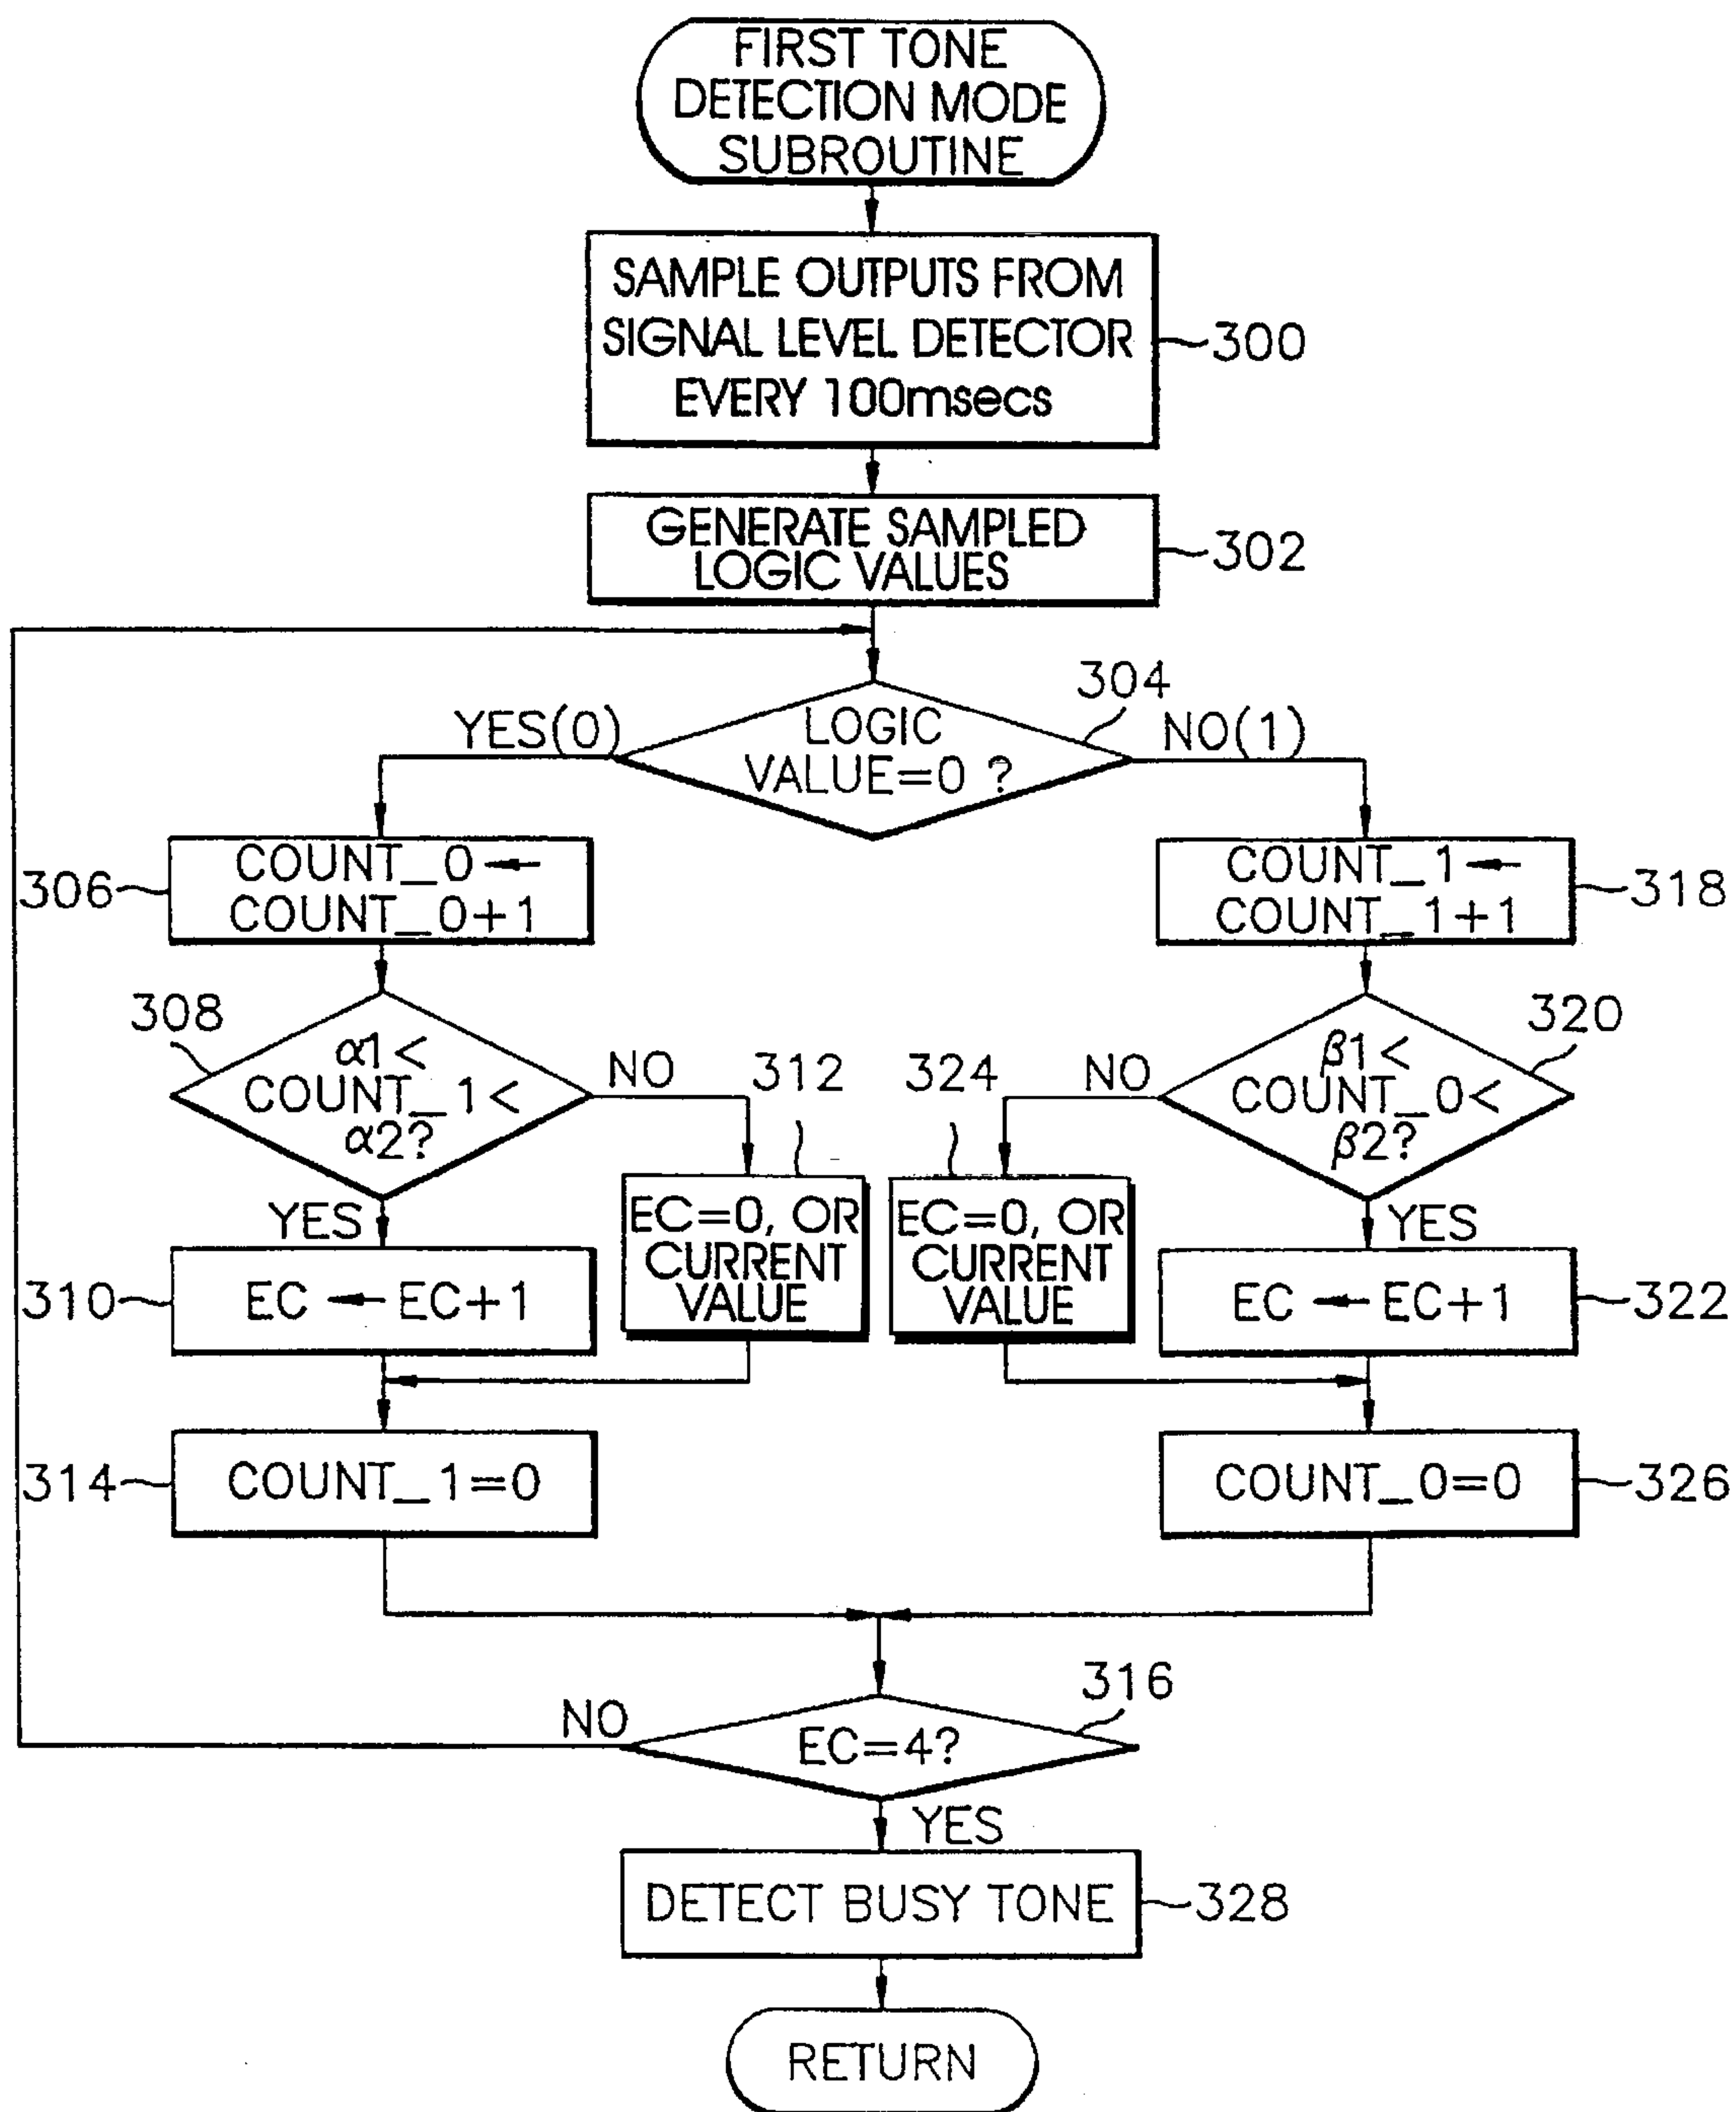 FIRST TONE
DETECTION MODE
SUBROUTINE
SAMPLE OUTPUTS FROM
SIGNAL LEVEL DETECTOR
EVERY 100msecs
300
GENERATE SAMPLED
LOGIC VALUES
302
304
LOGIC
VALUE=0 ?
YES(0)
NO(1)
COUNT_0 ←
COUNT_0+1
306
COUNT_1 ←
COUNT_1+1
318
308
α1 <
COUNT_1 <
α2?
NO
312
324
NO
β1 <
COUNT_0 <
β2?
320
YES
EC=0, OR
CURRENT
VALUE
EC=0, OR
CURRENT
VALUE
YES
310
EC ← EC+1
EC ← EC+1
322
314
COUNT_1=0
COUNT_0=0
326
316
NO
EC=4?
YES
DETECT BUSY TONE
328
RETURN